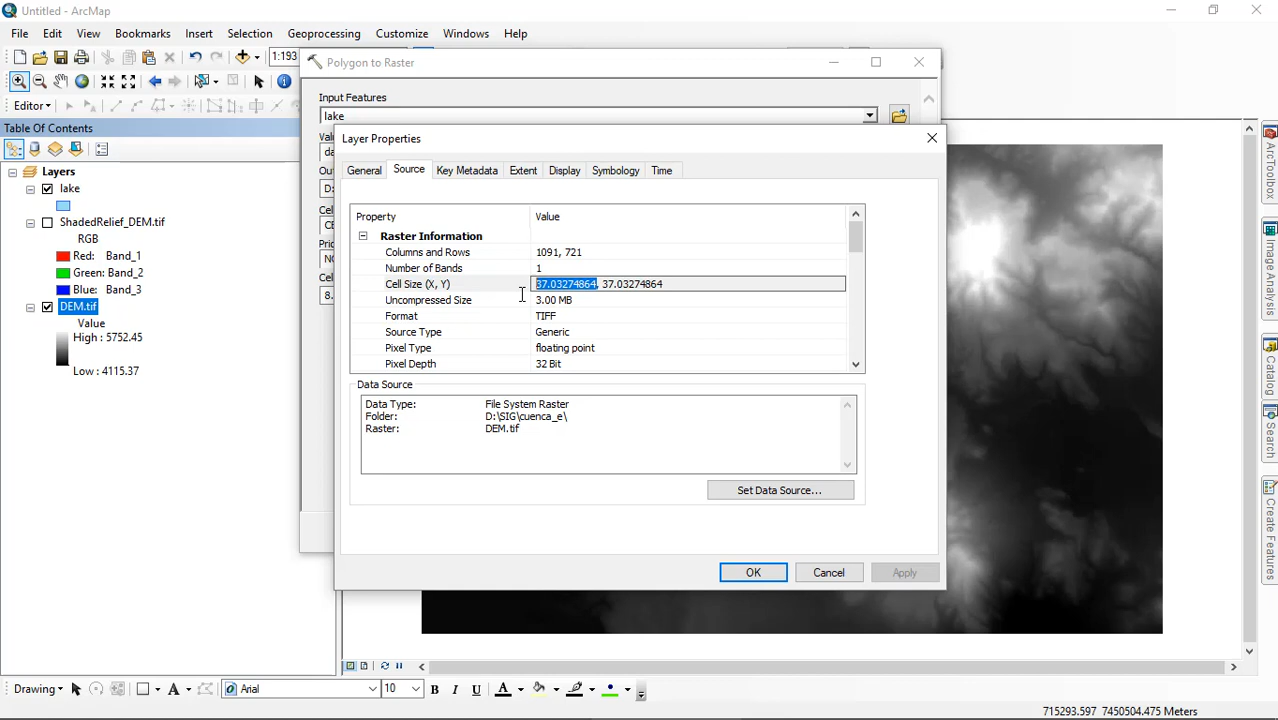 Untitled - ArcMap
File Edit View Bookmarks Insert Selection Geoprocessing Customize Windows Help
1:193
Editor
Table Of Contents
Layers
lake
ShadedRelief_DEM.tif
RGB
Red: Band_1
Green: Band_2
Blue: Band_3
DEM.tif
Value
High : 5752.45
Low : 4115.37
Polygon to Raster
Input Features
lake
Layer Properties
General Source Key Metadata Extent Display Symbology Time
Property Value
Raster Information
Columns and Rows 1091, 721
Number of Bands 1
Cell Size (X, Y) 37.03274864, 37.03274864
Uncompressed Size 3.00 MB
Format TIFF
Source Type Generic
Pixel Type floating point
Pixel Depth 32 Bit
Data Source
Data Type: File System Raster
Folder: D:\SIG\cuenca_e\
Raster: DEM.tif
Set Data Source...
OK Cancel Apply
ArcToolbox
Catalog
Search
Image Analysis
Create Features
Drawing A Arial 10 B I U A
715293.597 7450504.475 Meters